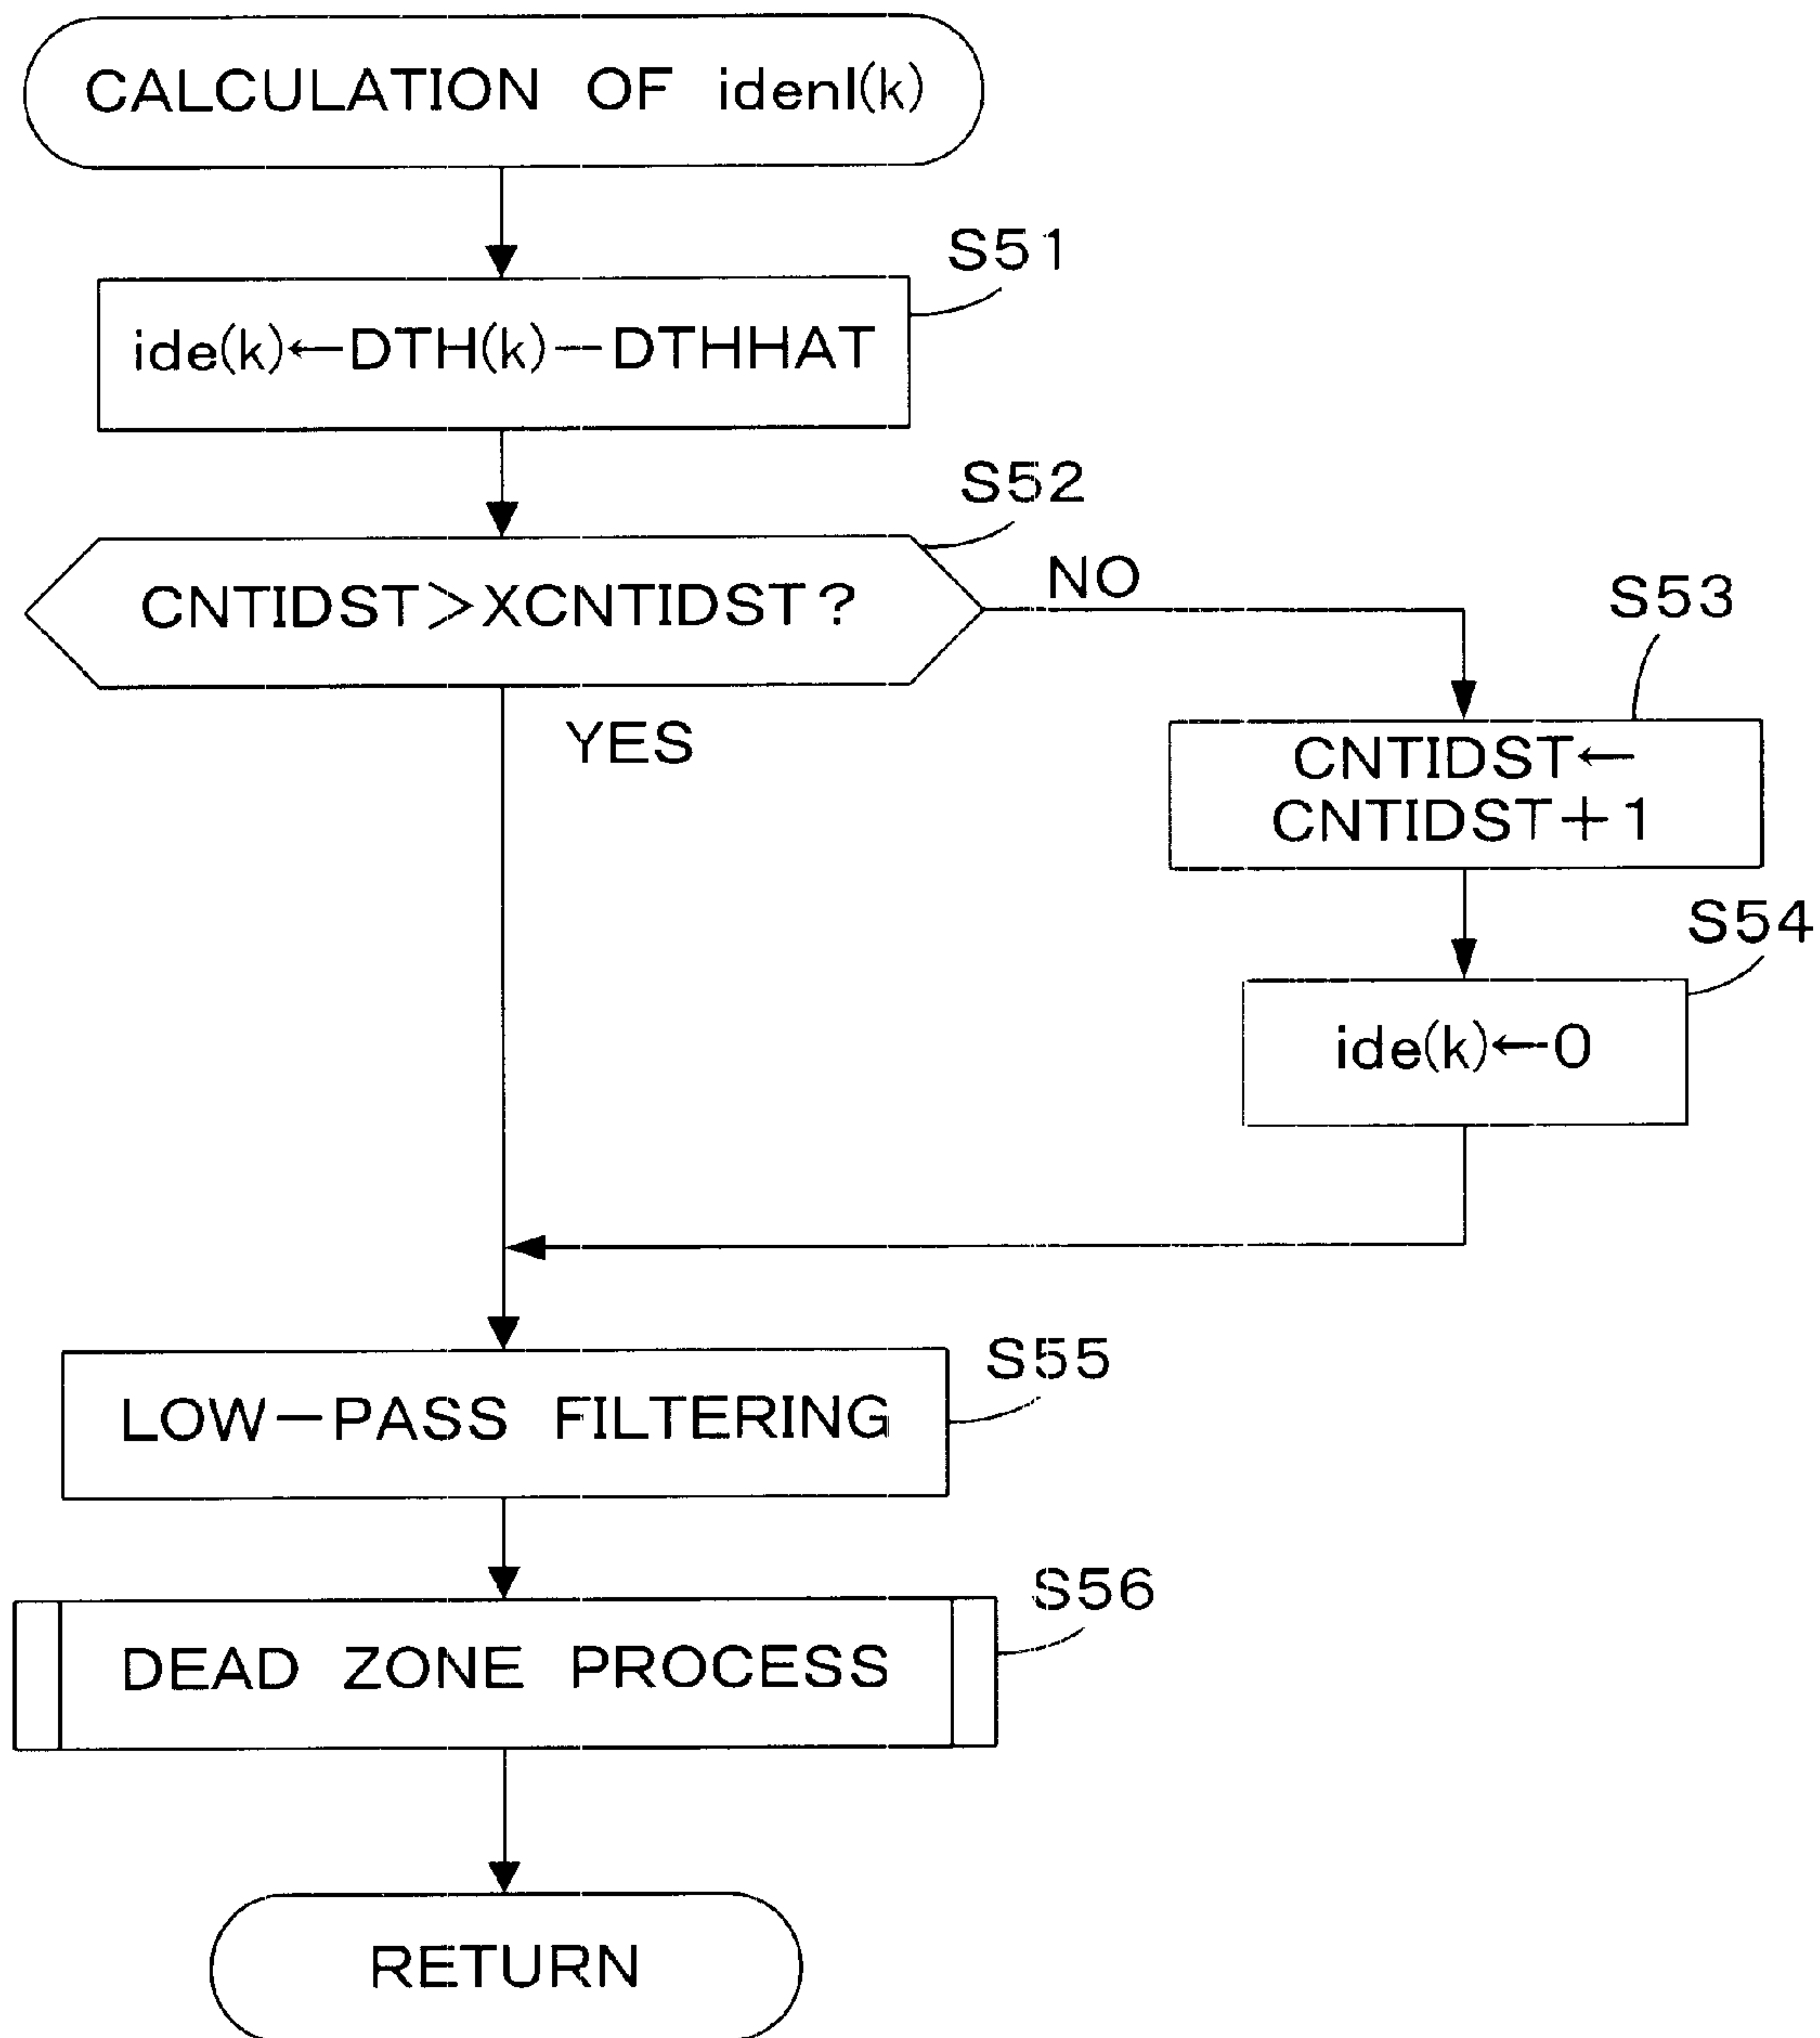 CALCULATION OF idenl(k)
S51
ide(k)←DTH(k)−DTHHAT
S52
CNTIDST>XCNTIDST?
NO
YES
S53
CNTIDST←
CNTIDST+1
S54
ide(k)←0
S55
LOW−PASS FILTERING
S56
DEAD ZONE PROCESS
RETURN